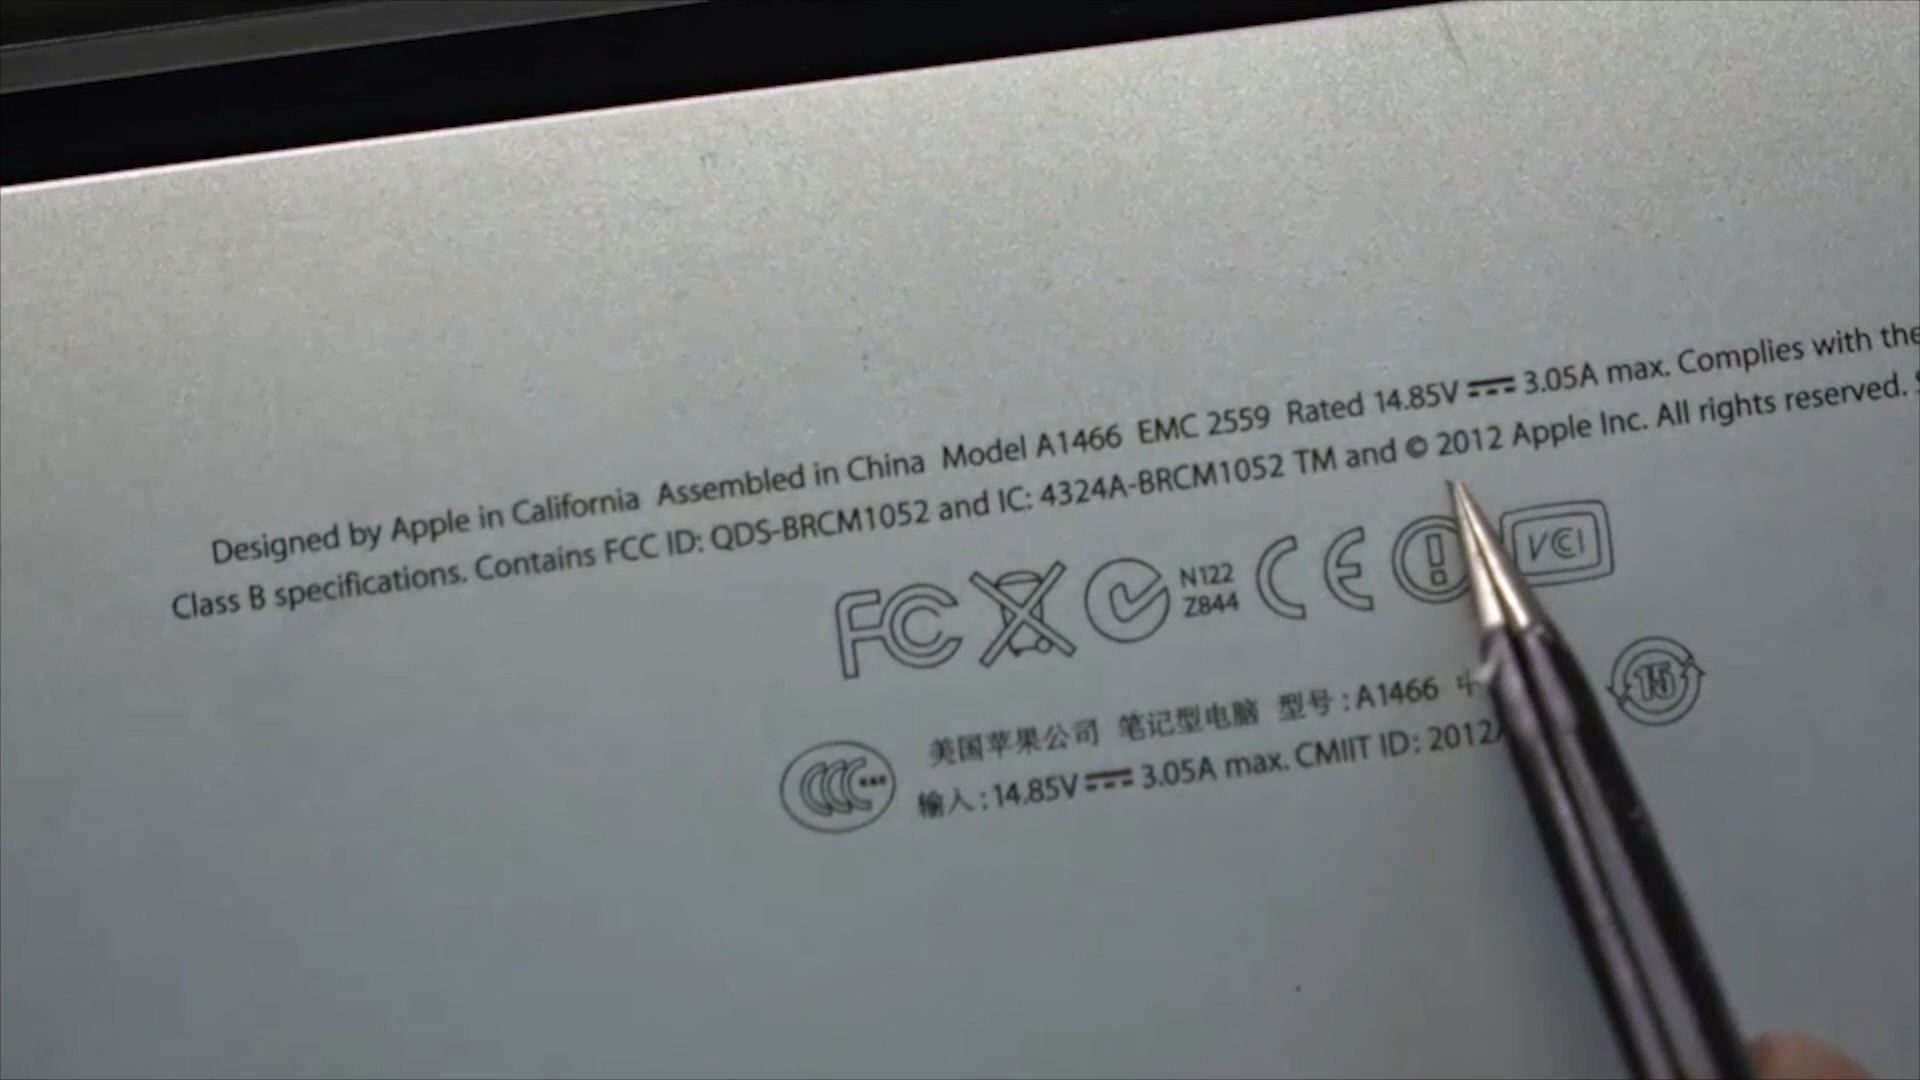 Designed by Apple in California Assembled in China Model A1466 EMC 2559 Rated 14.85V ⎓ 3.05A max. Complies with the
Class B specifications. Contains FCC ID: QDS-BRCM1052 and IC: 4324A-BRCM1052 TM and © 2012 Apple Inc. All rights reserved.
FC N122 CE VCI
Z844
美国苹果公司 笔记型电脑 型号:A1466
15
CCC 输入:14.85V ⎓ 3.05A max. CMIIT ID: 2012